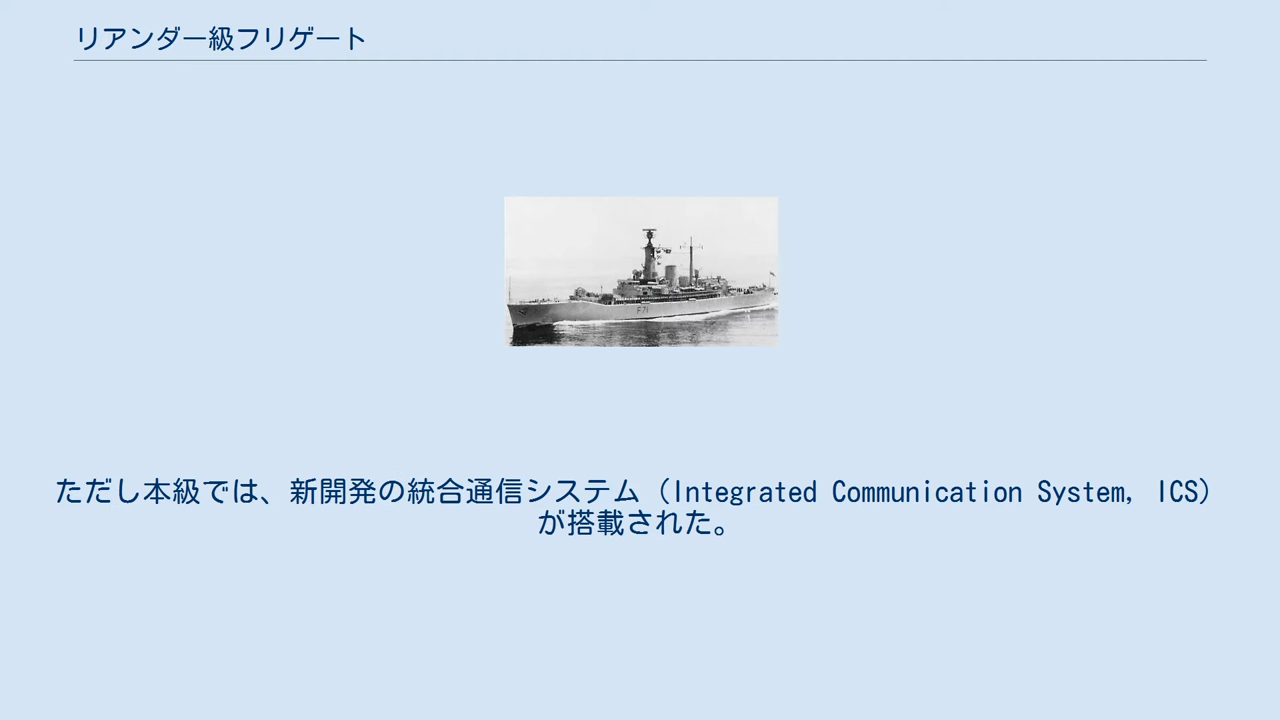 リアンダー級フリゲート
F71
ただし本級では、新開発の統合通信システム（Integrated Communication System, ICS）
が搭載された。